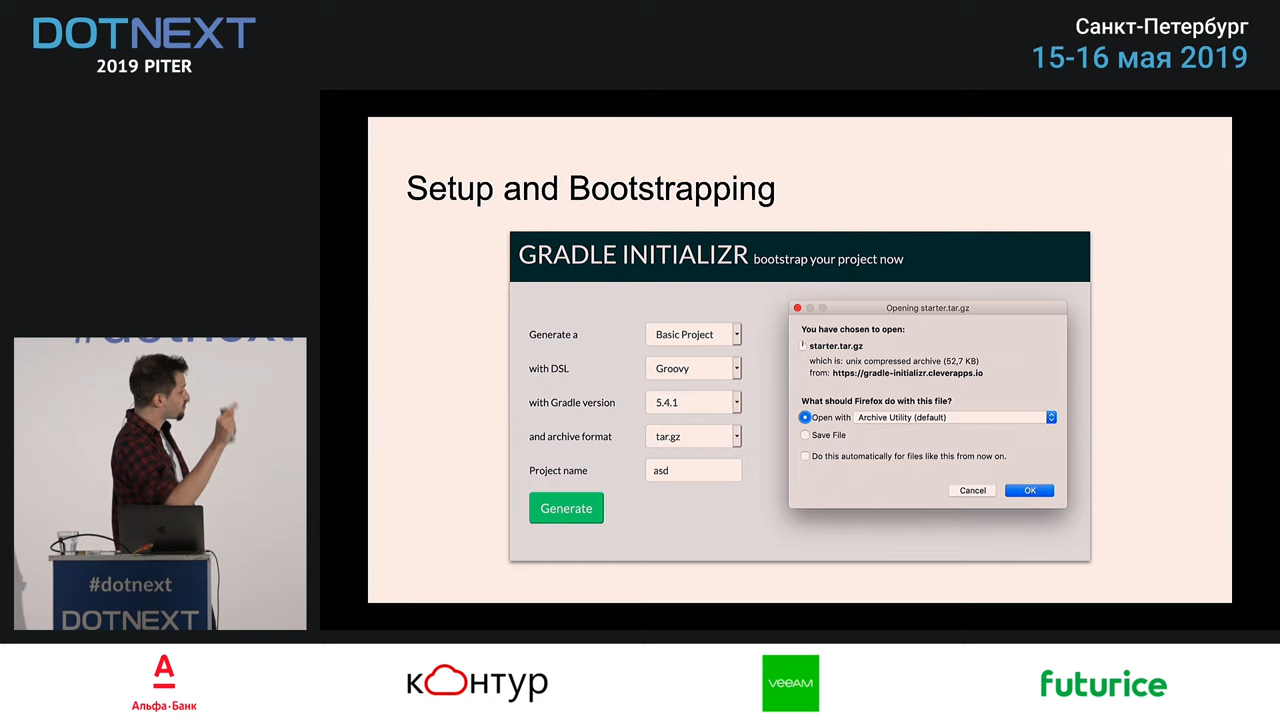 DOTNEXT
2019 PITER
Санкт-Петербург
15-16 мая 2019
Setup and Bootstrapping
GRADLE INITIALIZR bootstrap your project now
Generate a Basic Project
with DSL Groovy
with Gradle version 5.4.1
and archive format tar.gz
Project name asd
Generate
Opening starter.tar.gz
You have chosen to open:
starter.tar.gz
which is: unix compressed archive (52,7 KB)
from: https://gradle-initializr.cleverapps.io
What should Firefox do with this file?
Open with Archive Utility (default)
Save File
Do this automatically for files like this from now on.
Cancel OK
#dotnext
#dotnext
DOTNEXT
А
Альфа·Банк
контур
veeam
futurice